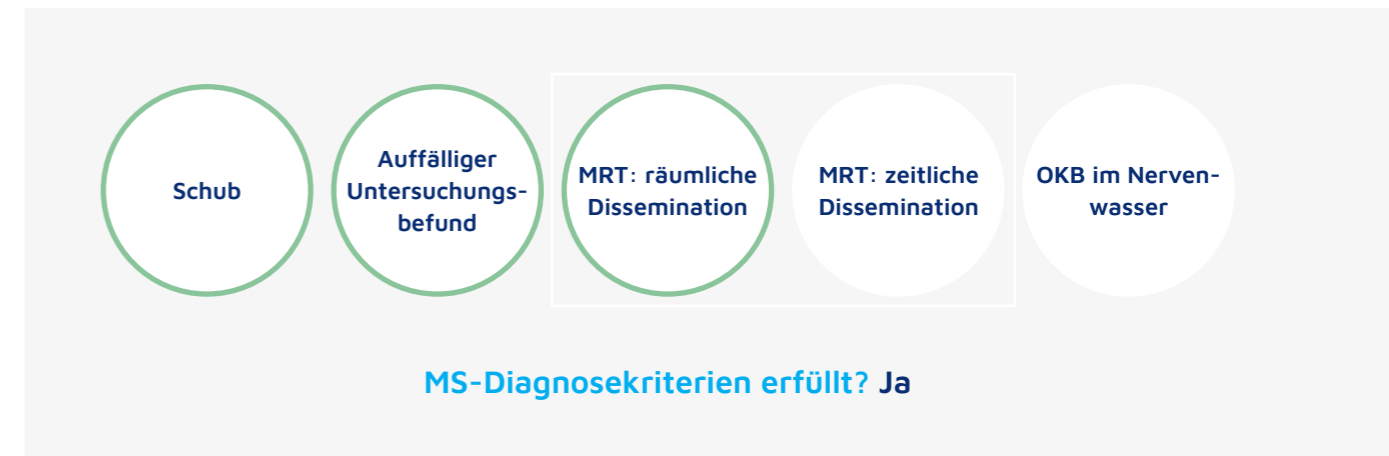 Schub
Auffälliger
Untersuchungs-
befund
MRT: räumliche
Dissemination
MRT: zeitliche
Dissemination
OKB im Nerven-
wasser
MS-Diagnosekriterien erfüllt? Ja